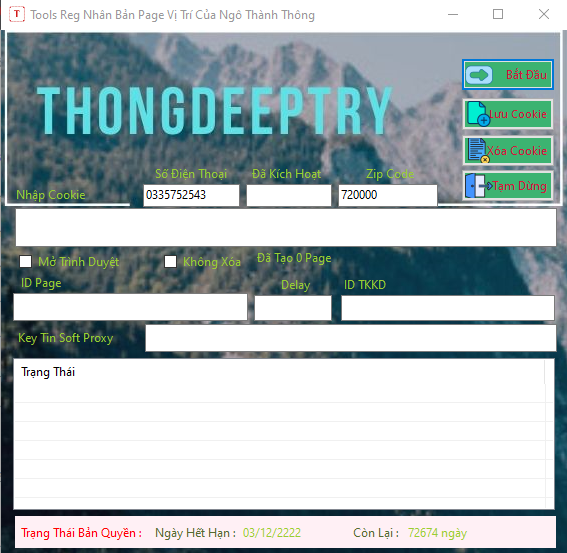 Tools Reg Nhân Bản Page Vị Trí Của Ngô Thành Thông
THONGDEEPTRY
Bắt Đầu
Lưu Cookie
Xóa Cookie
Tạm Dừng
Số Điện Thoại Đã Kích Hoạt Zip Code
Nhập Cookie 0335752543 720000
Mở Trình Duyệt Không Xóa Đã Tạo 0 Page
ID Page Delay ID TKKD
Key Tin Soft Proxy
Trạng Thái
Trạng Thái Bản Quyền : Ngày Hết Hạn : 03/12/2222 Còn Lại : 72674 ngày